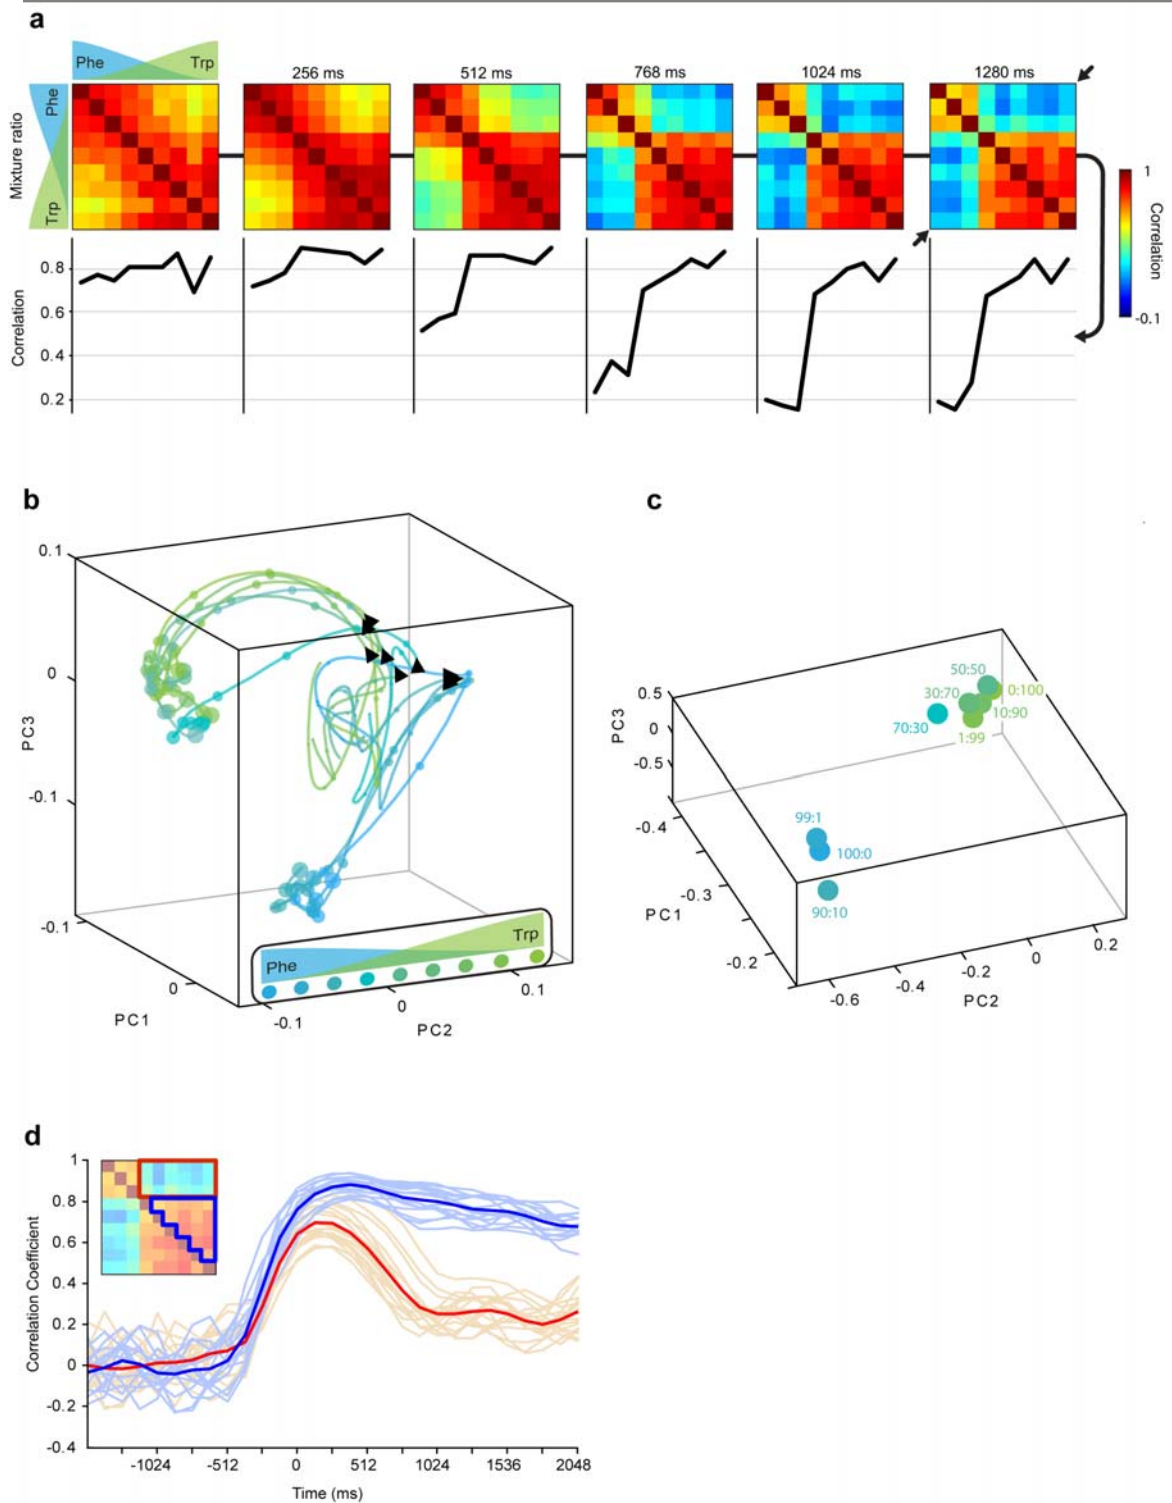 a
Phe Trp
256 ms 512 ms 768 ms 1024 ms 1280 ms
Mixture ratio
Phe
Trp
1
Correlation
-0.1
Correlation
0.8
0.6
0.4
0.2
b
0.1
0
-0.1
PC3
-0.1
0
PC1
-0.1
0
0.1
PC2
Phe
Trp
c
0.5
0
-0.5
PC3
50:50
30:70
0:100
10:90
70:30
1:99
99:1
100:0
90:10
-0.4
-0.3
-0.2
PC1
-0.6
-0.4
-0.2
0
0.2
PC2
d
1
0.8
0.6
0.4
0.2
0
-0.2
-0.4
Correlation Coefficient
-1024 -512 0 512 1024 1536 2048
Time (ms)